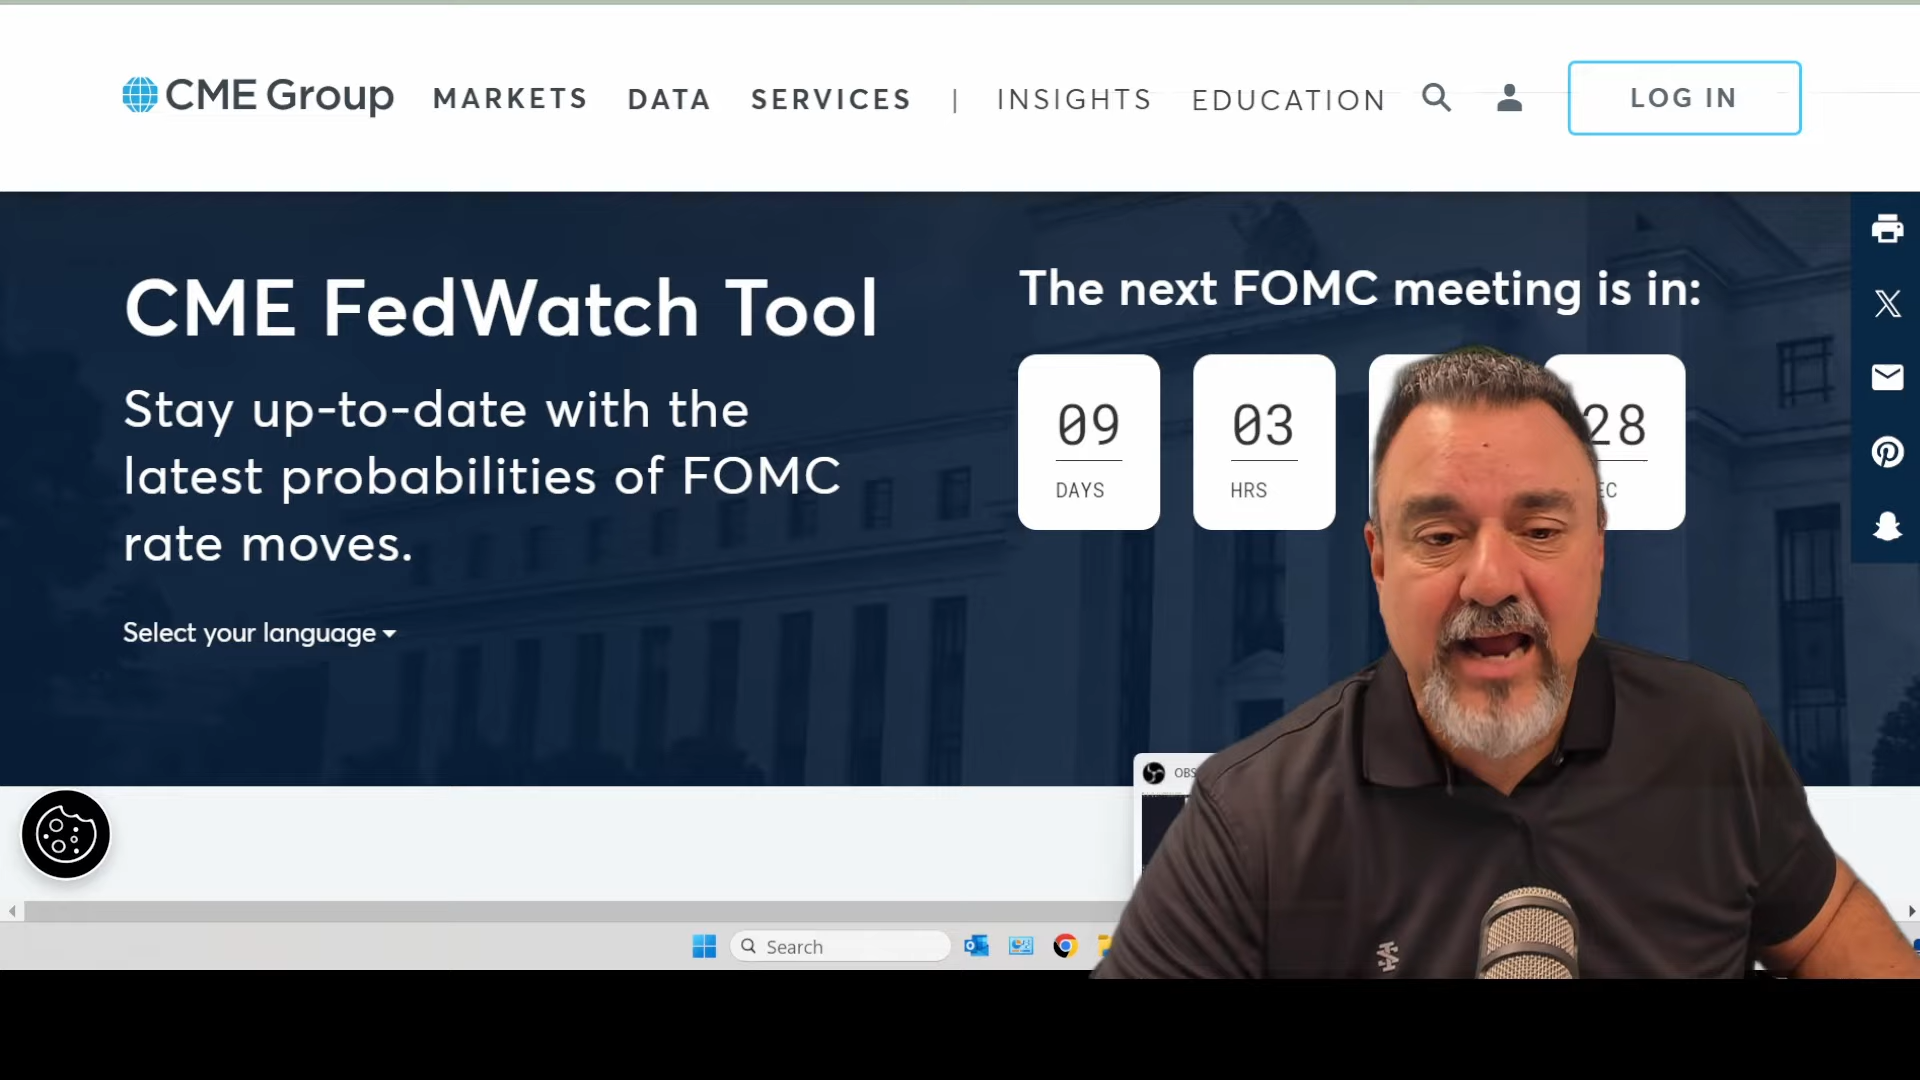 CME Group
MARKETS
DATA
SERVICES
|
INSIGHTS
EDUCATION
LOG IN
CME FedWatch Tool
Stay up-to-date with the
latest probabilities of FOMC
rate moves.
Select your language
The next FOMC meeting is in:
09
DAYS
03
HRS
28
EC
OBS
Search